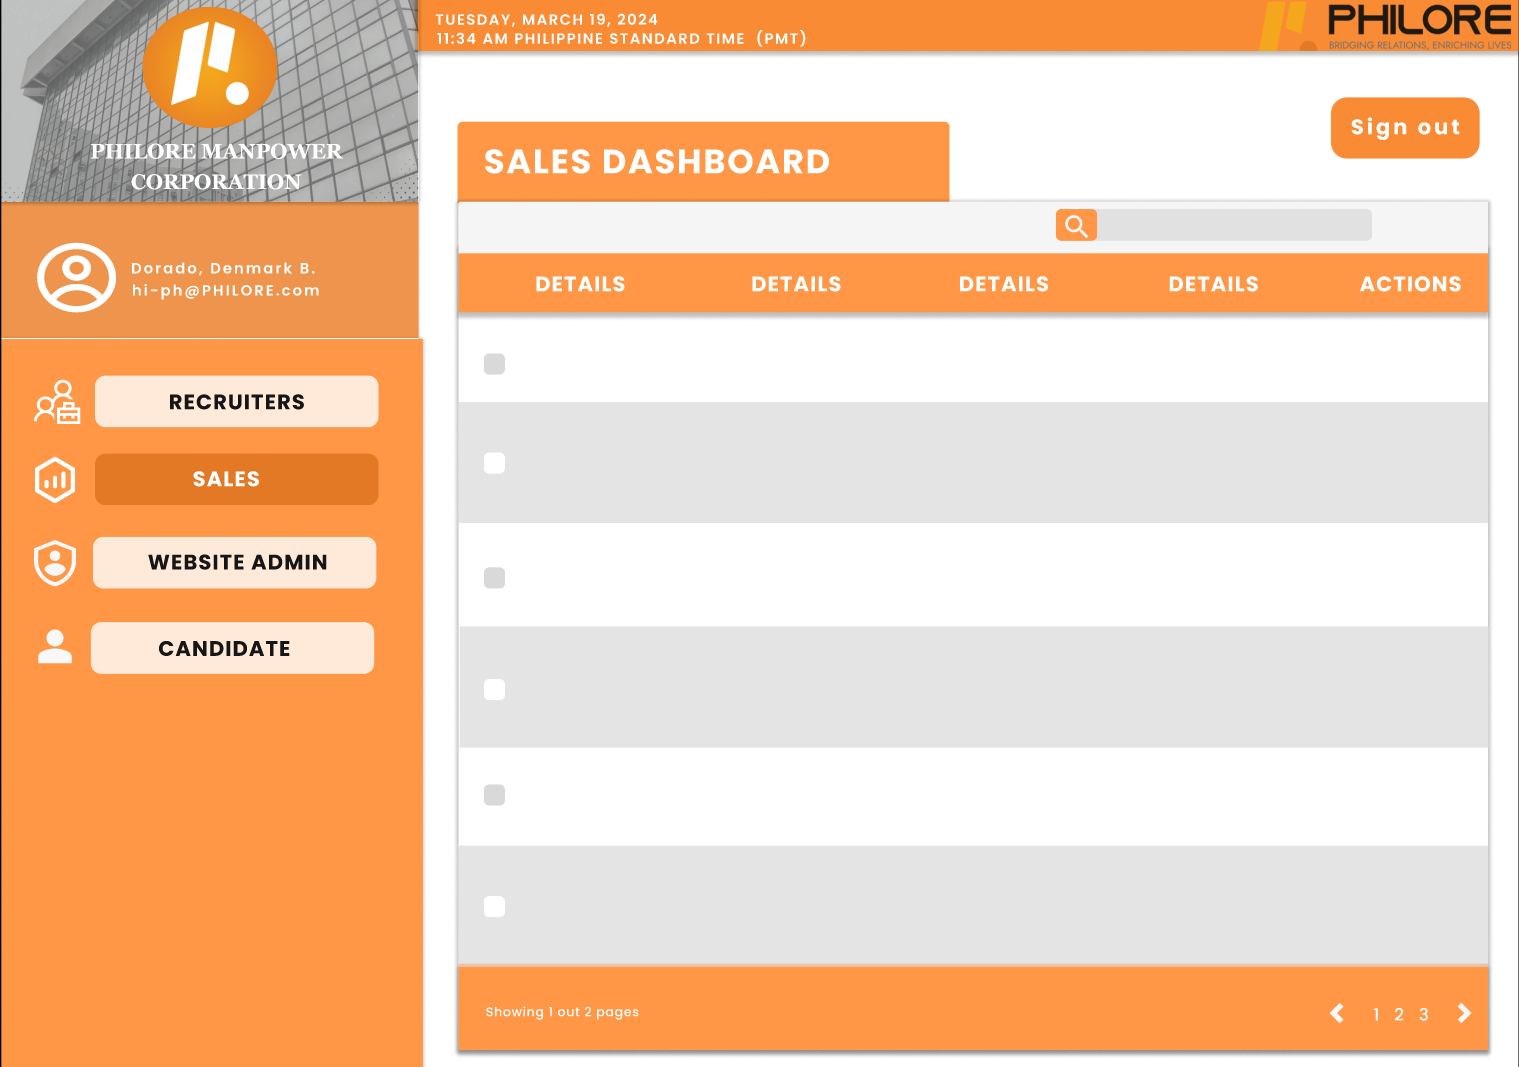 TUESDAY, MARCH 19, 2024
11:34 AM PHILIPPINE STANDARD TIME (PMT)
PHILORE
BRIDGING RELATIONS, ENRICHING LIVES
PHILORE MANPOWER
CORPORATION
Sign out
SALES DASHBOARD
Dorado, Denmark B.
hi-ph@PHILORE.com
DETAILS DETAILS DETAILS DETAILS ACTIONS
RECRUITERS
SALES
WEBSITE ADMIN
CANDIDATE
Showing 1 out 2 pages
1 2 3